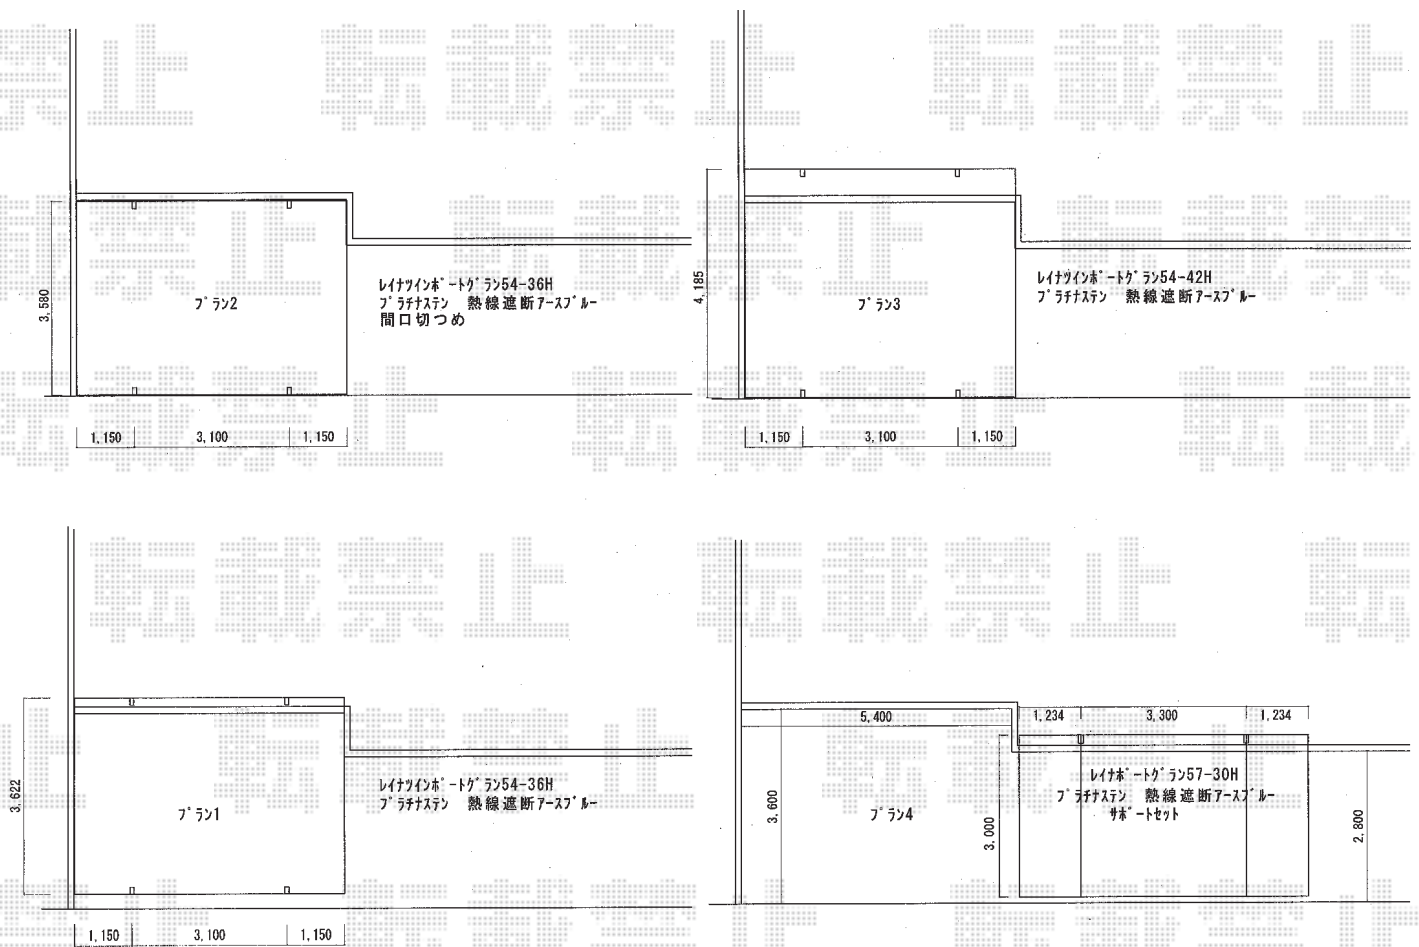 転載禁止
3,580
プラン2
レイナツインポートグラン54-36H
プラチナステン 熱線遮断アースブルー
間口切つめ
1,150
3,100
1,150
4,185
プラン3
レイナツインポートグラン54-42H
プラチナステン 熱線遮断アースブルー
1,150
3,100
1,150
3,622
プラン1
レイナツインポートグラン54-36H
プラチナステン 熱線遮断アースブルー
1,150
3,100
1,150
5,400
1,234
3,300
1,234
3,600
プラン4
3,000
レイナポートグラン57-30H
プラチナステン 熱線遮断アースブルー
サポートセット
2,800